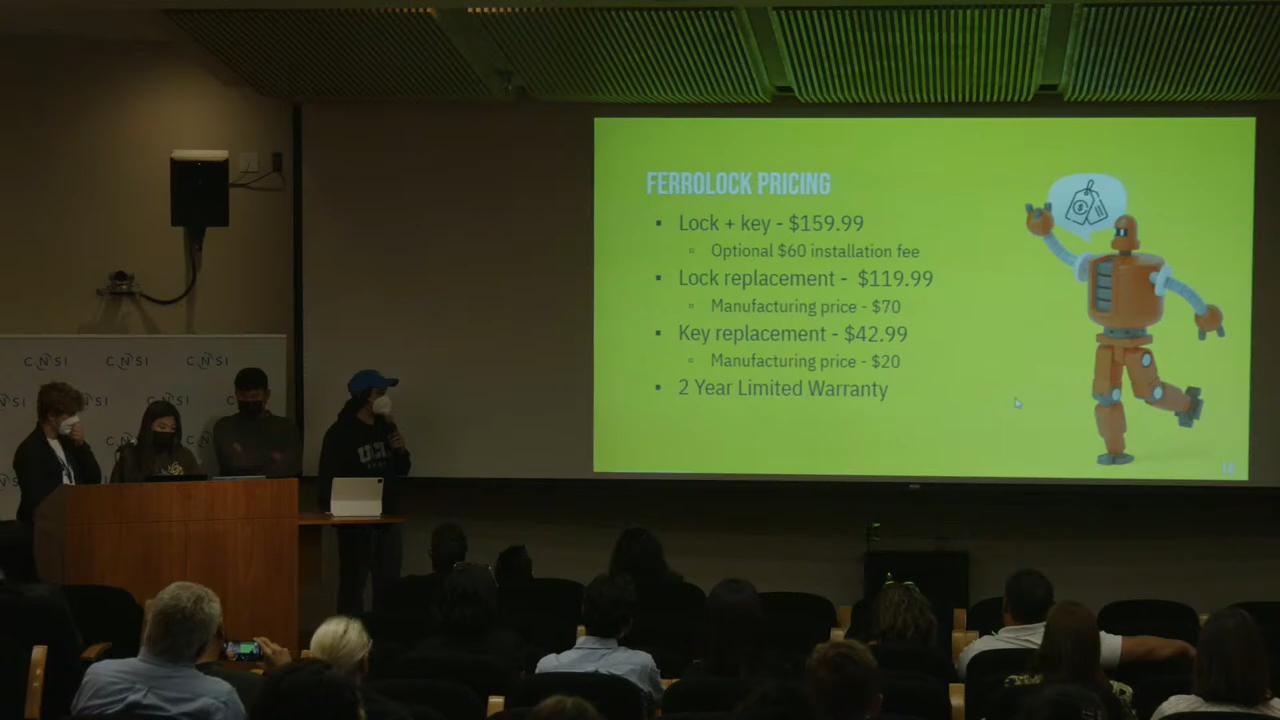 FERROLOCK PRICING
Lock + key - $159.99
Optional $60 installation fee
Lock replacement - $119.99
Manufacturing price - $70
Key replacement - $42.99
Manufacturing price - $20
2 Year Limited Warranty
$
CNSI
CNSI
CNSI